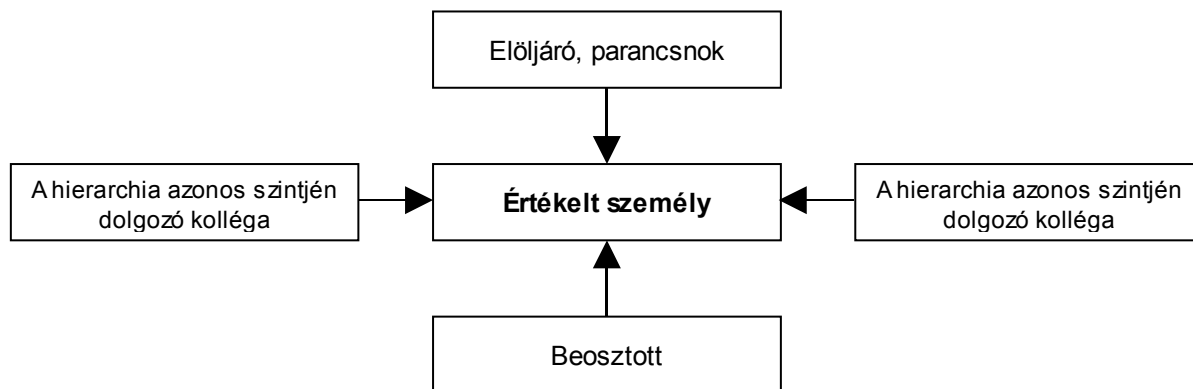 Elöljáró, parancsnok
A hierarchia azonos szintjén
dolgozó kolléga
Értékelt személy
A hierarchia azonos szintjén
dolgozó kolléga
Beosztott